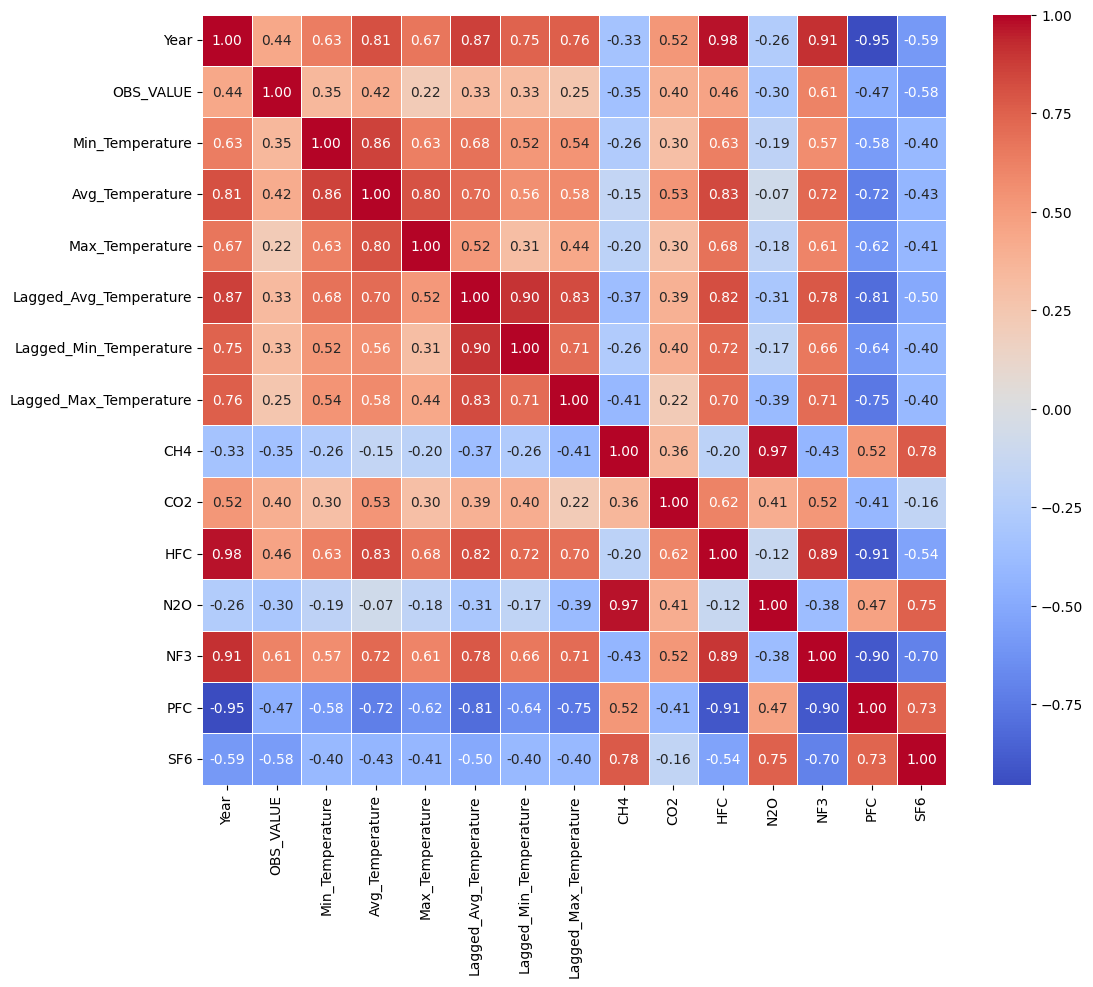 Year 1.00 0.44 0.63 0.81 0.67 0.87 0.75 0.76 -0.33 0.52 0.98 -0.26 0.91 -0.95 -0.59
OBS_VALUE 0.44 1.00 0.35 0.42 0.22 0.33 0.33 0.25 -0.35 0.40 0.46 -0.30 0.61 -0.47 -0.58
Min_Temperature 0.63 0.35 1.00 0.86 0.63 0.68 0.52 0.54 -0.26 0.30 0.63 -0.19 0.57 -0.58 -0.40
Avg_Temperature 0.81 0.42 0.86 1.00 0.80 0.70 0.56 0.58 -0.15 0.53 0.83 -0.07 0.72 -0.72 -0.43
Max_Temperature 0.67 0.22 0.63 0.80 1.00 0.52 0.31 0.44 -0.20 0.30 0.68 -0.18 0.61 -0.62 -0.41
Lagged_Avg_Temperature 0.87 0.33 0.68 0.70 0.52 1.00 0.90 0.83 -0.37 0.39 0.82 -0.31 0.78 -0.81 -0.50
Lagged_Min_Temperature 0.75 0.33 0.52 0.56 0.31 0.90 1.00 0.71 -0.26 0.40 0.72 -0.17 0.66 -0.64 -0.40
Lagged_Max_Temperature 0.76 0.25 0.54 0.58 0.44 0.83 0.71 1.00 -0.41 0.22 0.70 -0.39 0.71 -0.75 -0.40
CH4 -0.33 -0.35 -0.26 -0.15 -0.20 -0.37 -0.26 -0.41 1.00 0.36 -0.20 0.97 -0.43 0.52 0.78
CO2 0.52 0.40 0.30 0.53 0.30 0.39 0.40 0.22 0.36 1.00 0.62 0.41 0.52 -0.41 -0.16
HFC 0.98 0.46 0.63 0.83 0.68 0.82 0.72 0.70 -0.20 0.62 1.00 -0.12 0.89 -0.91 -0.54
N2O -0.26 -0.30 -0.19 -0.07 -0.18 -0.31 -0.17 -0.39 0.97 0.41 -0.12 1.00 -0.38 0.47 0.75
NF3 0.91 0.61 0.57 0.72 0.61 0.78 0.66 0.71 -0.43 0.52 0.89 -0.38 1.00 -0.90 -0.70
PFC -0.95 -0.47 -0.58 -0.72 -0.62 -0.81 -0.64 -0.75 0.52 -0.41 -0.91 0.47 -0.90 1.00 0.73
SF6 -0.59 -0.58 -0.40 -0.43 -0.41 -0.50 -0.40 -0.40 0.78 -0.16 -0.54 0.75 -0.70 0.73 1.00
Year
OBS_VALUE
Min_Temperature
Avg_Temperature
Max_Temperature
Lagged_Avg_Temperature
Lagged_Min_Temperature
Lagged_Max_Temperature
CH4
CO2
HFC
N2O
NF3
PFC
SF6
1.00
0.75
0.50
0.25
0.00
−0.25
−0.50
−0.75